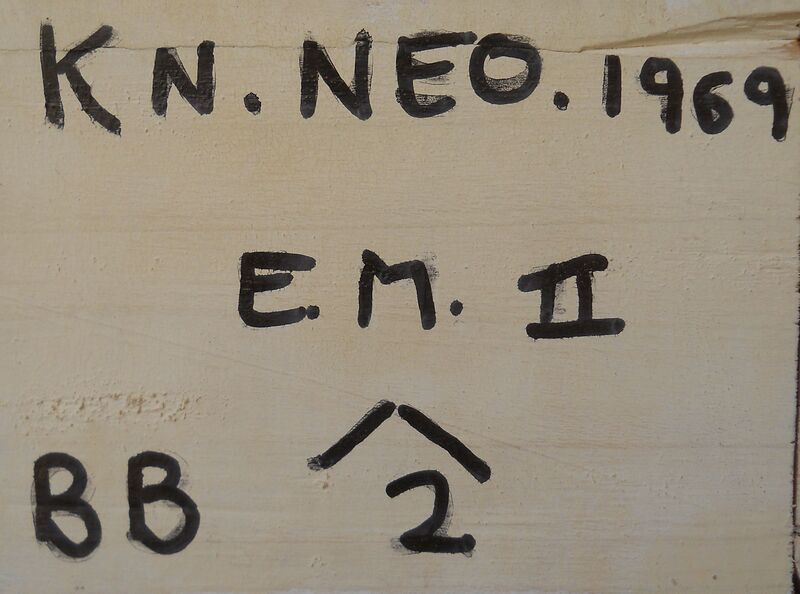 KN. NEO. 1969
E. M. II
BB ^2